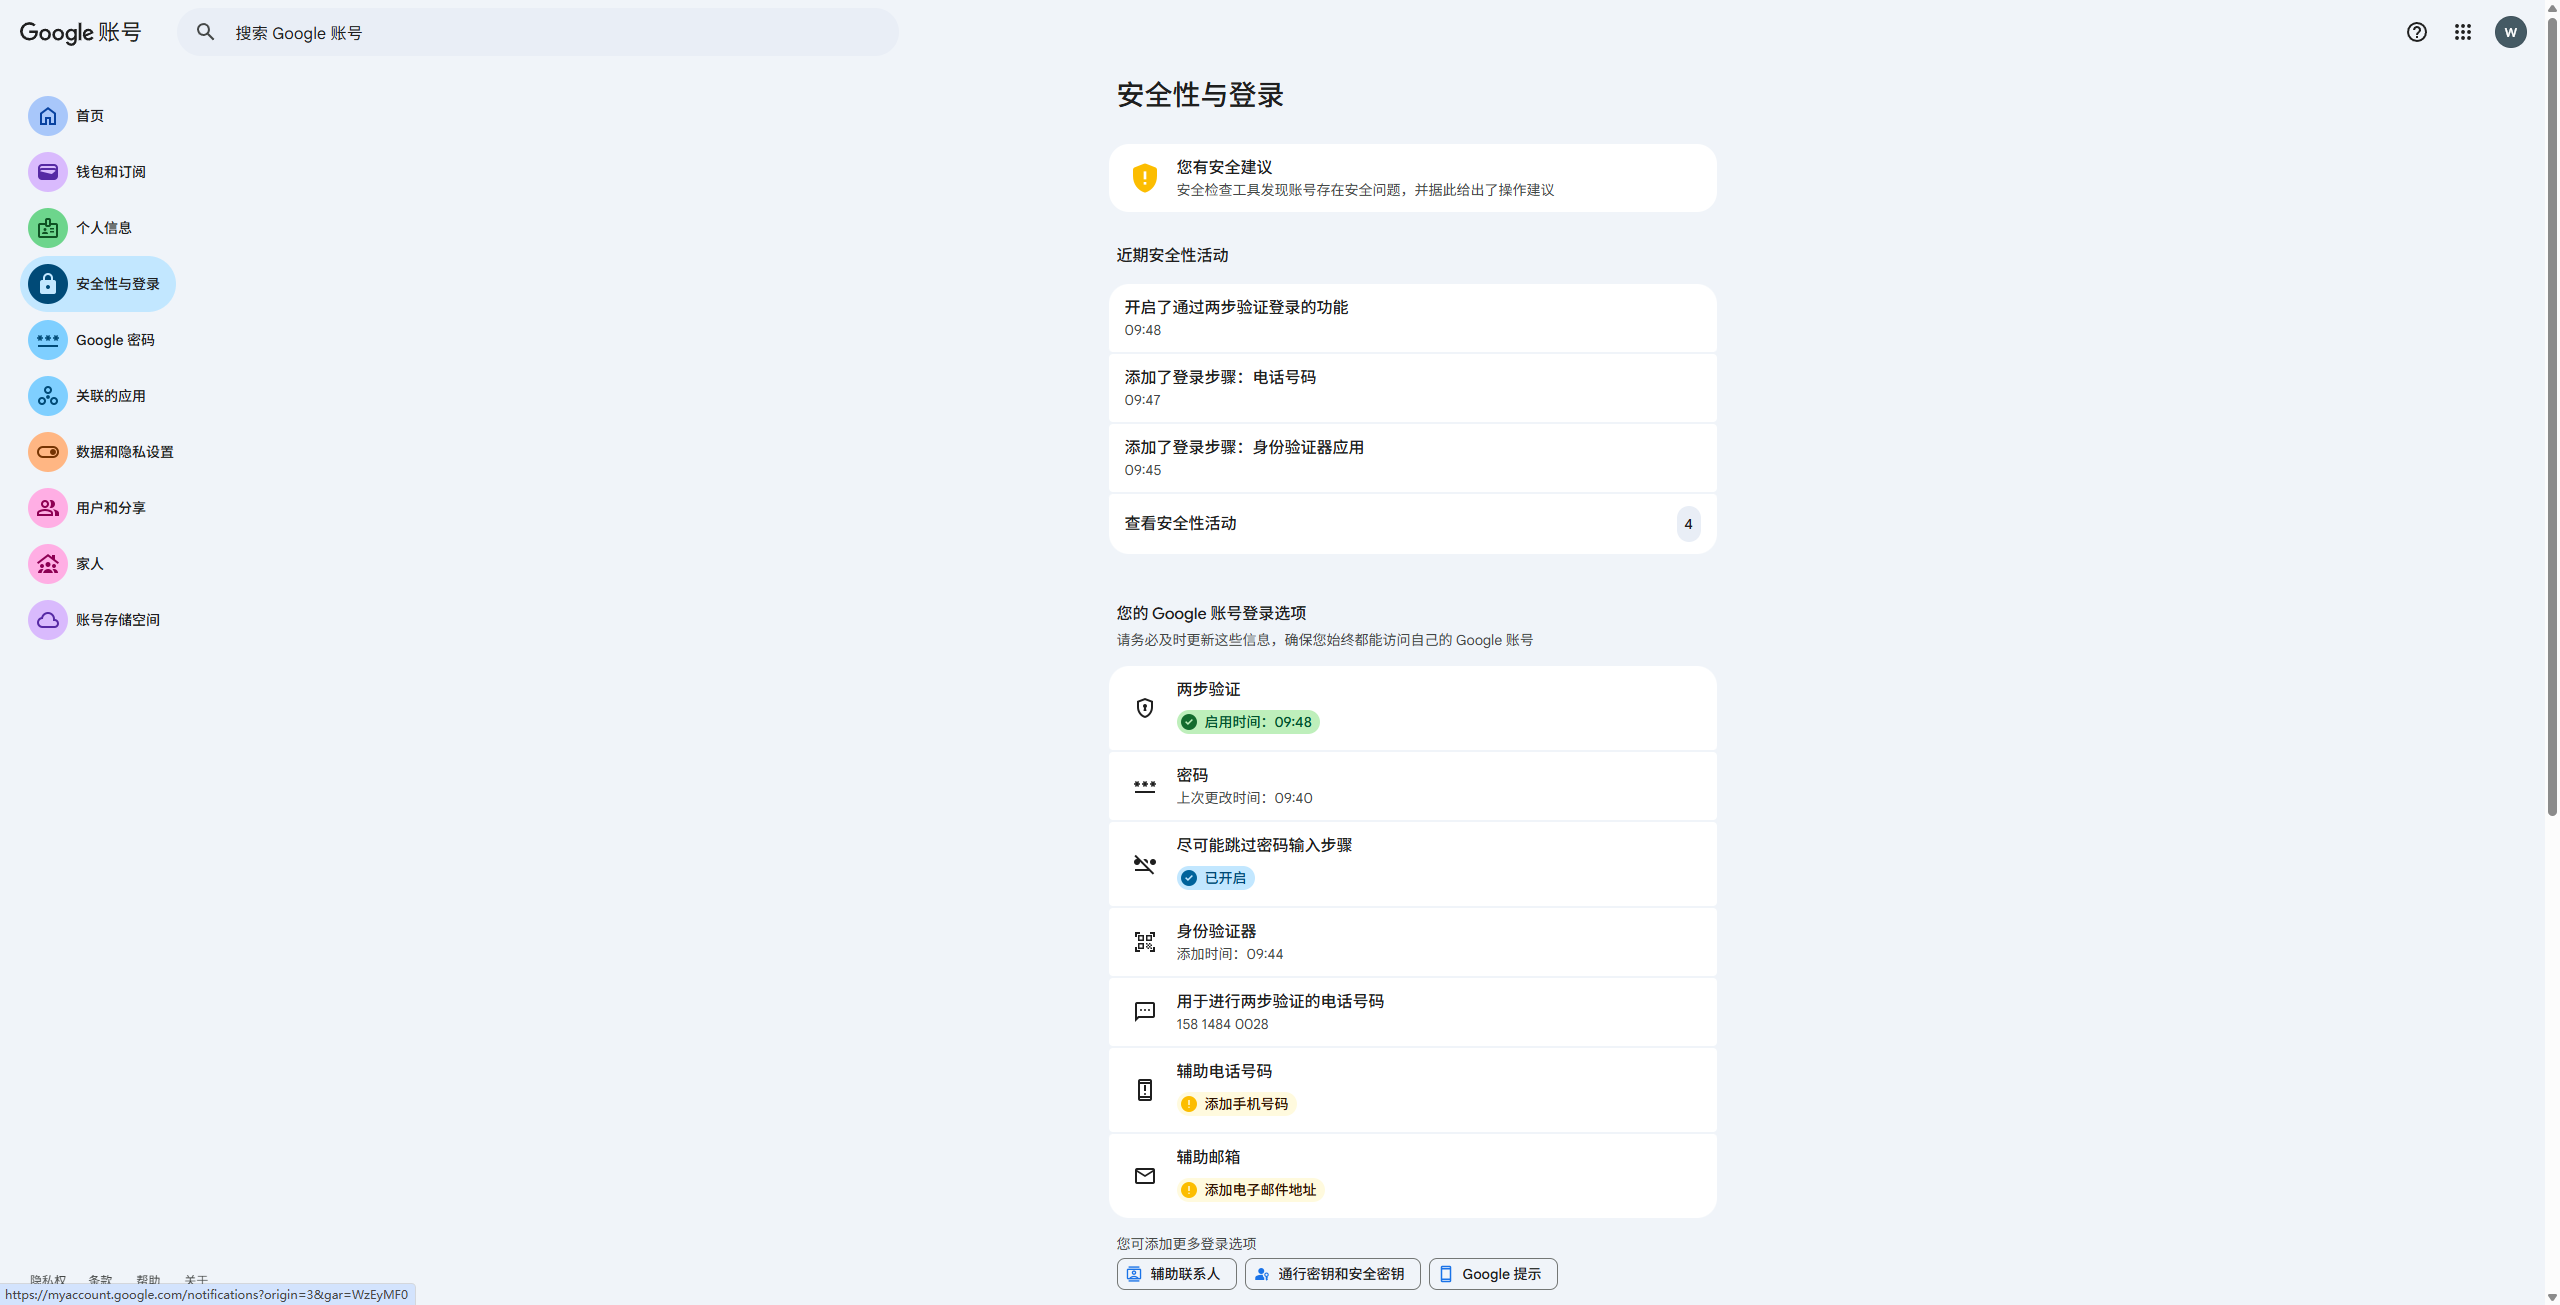 Google 账号
搜索 Google 账号
W
首页
钱包和订阅
个人信息
安全性与登录
Google 密码
关联的应用
数据和隐私设置
用户和分享
家人
账号存储空间
安全性与登录
您有安全建议
安全检查工具发现账号存在安全问题，并据此给出了操作建议
近期安全性活动
开启了通过两步验证登录的功能
09:48
添加了登录步骤：电话号码
09:47
添加了登录步骤：身份验证器应用
09:45
查看安全性活动
4
您的 Google 账号登录选项
请务必及时更新这些信息，确保您始终都能访问自己的 Google 账号
两步验证
启用时间：09:48
密码
上次更改时间：09:40
尽可能跳过密码输入步骤
已开启
身份验证器
添加时间：09:44
用于进行两步验证的电话号码
158 1484 0028
辅助电话号码
添加手机号码
辅助邮箱
添加电子邮件地址
您可添加更多登录选项
辅助联系人
通行密钥和安全密钥
Google 提示
隐私权 条款 帮助 关于
https://myaccount.google.com/notifications?origin=3&gar=WzEyMF0